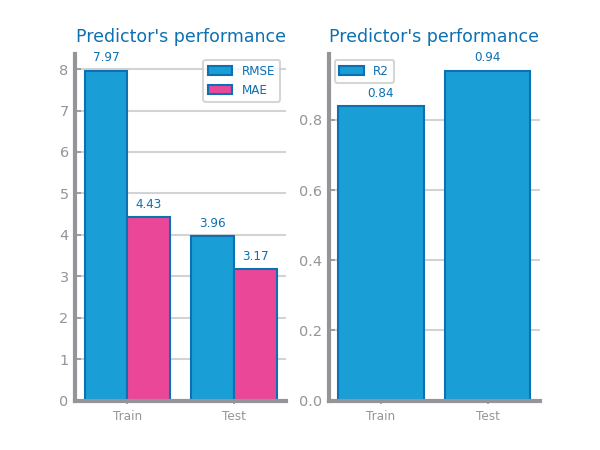 Predictor's performance
7.97
8
7
6
5
4
3
2
1
0
RMSE
MAE
4.43
3.96
3.17
Train
Test
Predictor's performance
0.94
R2
0.84
0.8
0.6
0.4
0.2
0.0
Train
Test